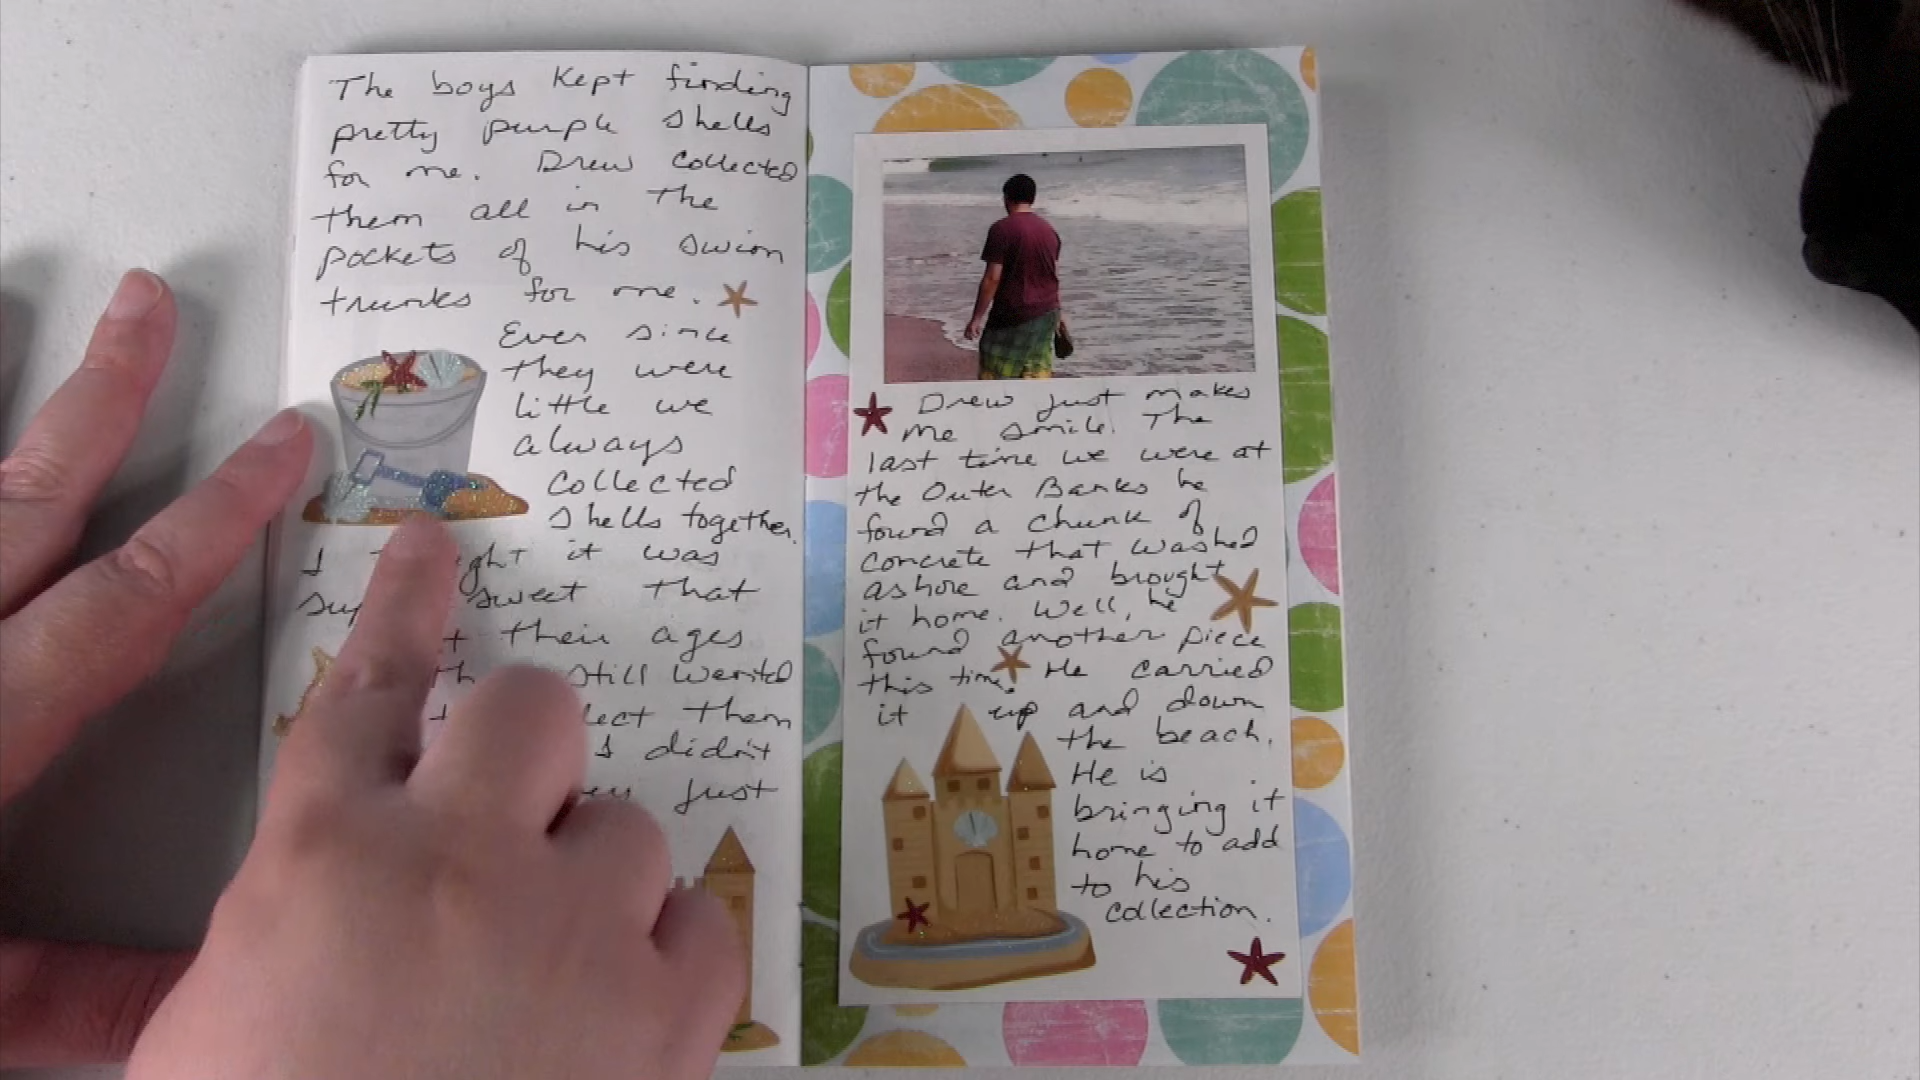 The boys kept finding
pretty purple shells
for me. Drew collected
them all in the
pockets of his swim
trunks for me.
Ever since
they were
little we
always
collected
shells together.
I it was
sweet that
their ages
still wanted
them
I didn't
just
Drew just makes
me smile. The
last time we were at
the Outer Banks he
found a chunk of
concrete that washed
ashore and brought
it home. Well, he
found another piece
this time. He carried
it up and down
the beach.
He is
bringing it
home to add
to his
collection.